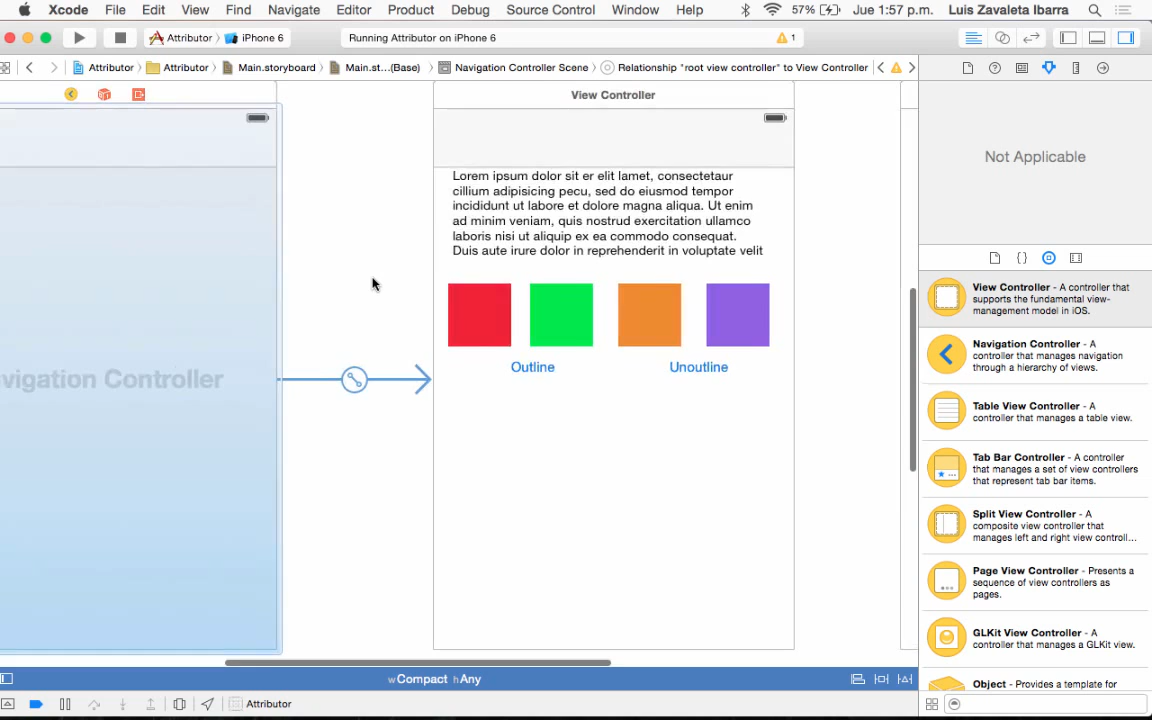 Xcode File Edit View Find Navigate Editor Product Debug Source Control Window Help 57% Jue 1:57 p.m. Luis Zavaleta Ibarra
Attributor iPhone 6 Running Attributor on iPhone 6 1
Attributor Attributor Main.storyboard Main.st...(Base) Navigation Controller Scene Relationship "root view controller" to View Controller
View Controller
Lorem ipsum dolor sit er elit lamet, consectetaur
cillium adipisicing pecu, sed do eiusmod tempor
incididunt ut labore et dolore magna aliqua. Ut enim
ad minim veniam, quis nostrud exercitation ullamco
laboris nisi ut aliquip ex ea commodo consequat.
Duis aute irure dolor in reprehenderit in voluptate velit
Outline Unoutline
vigation Controller
wCompact hAny
Attributor
Not Applicable
{}
View Controller - A controller that
supports the fundamental view-
management model in iOS.
Navigation Controller - A
controller that manages navigation
through a hierarchy of views.
Table View Controller - A
controller that manages a table view.
Tab Bar Controller - A controller
that manages a set of view controllers
that represent tab bar items.
Split View Controller - A
composite view controller that
manages left and right view controll...
Page View Controller - Presents a
sequence of view controllers as
pages.
GLKit View Controller - A
controller that manages a GLKit view.
Object - Provides a template for